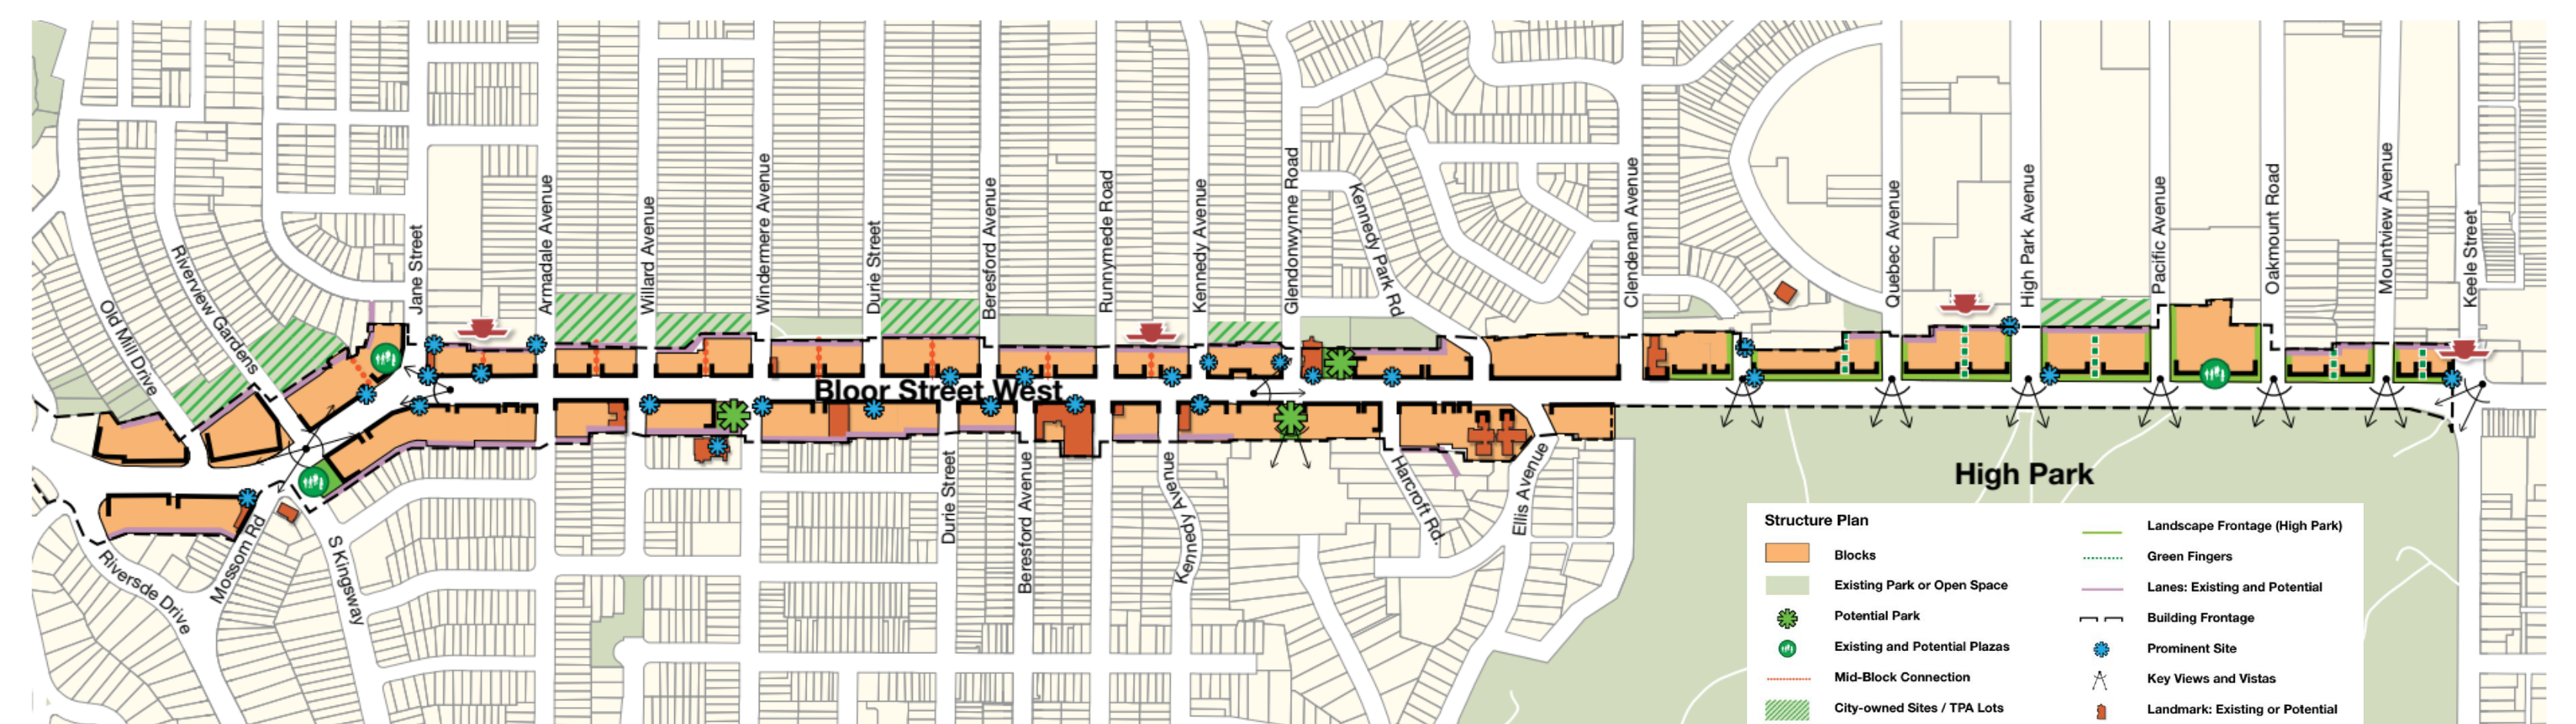 Old Mill Drive
Riverview Gardens
Jane Street
Armadale Avenue
Willard Avenue
Windermere Avenue
Durie Street
Beresford Avenue
Runnymede Road
Kennedy Avenue
Glendonwynne Road
Kennedy Park Rd
Clendenan Avenue
Quebec Avenue
High Park Avenue
Pacific Avenue
Oakmount Road
Mountview Avenue
Keele Street
Bloor Street West
Riversde Drive
Mossom Rd
S Kingsway
Durie Street
Beresford Avenue
Kennedy Avenue
Harcroft Rd.
Ellis Avenue
High Park
Structure Plan
Blocks
Existing Park or Open Space
Potential Park
Existing and Potential Plazas
Mid-Block Connection
City-owned Sites / TPA Lots
Landscape Frontage (High Park)
Green Fingers
Lanes: Existing and Potential
Building Frontage
Prominent Site
Key Views and Vistas
Landmark: Existing or Potential